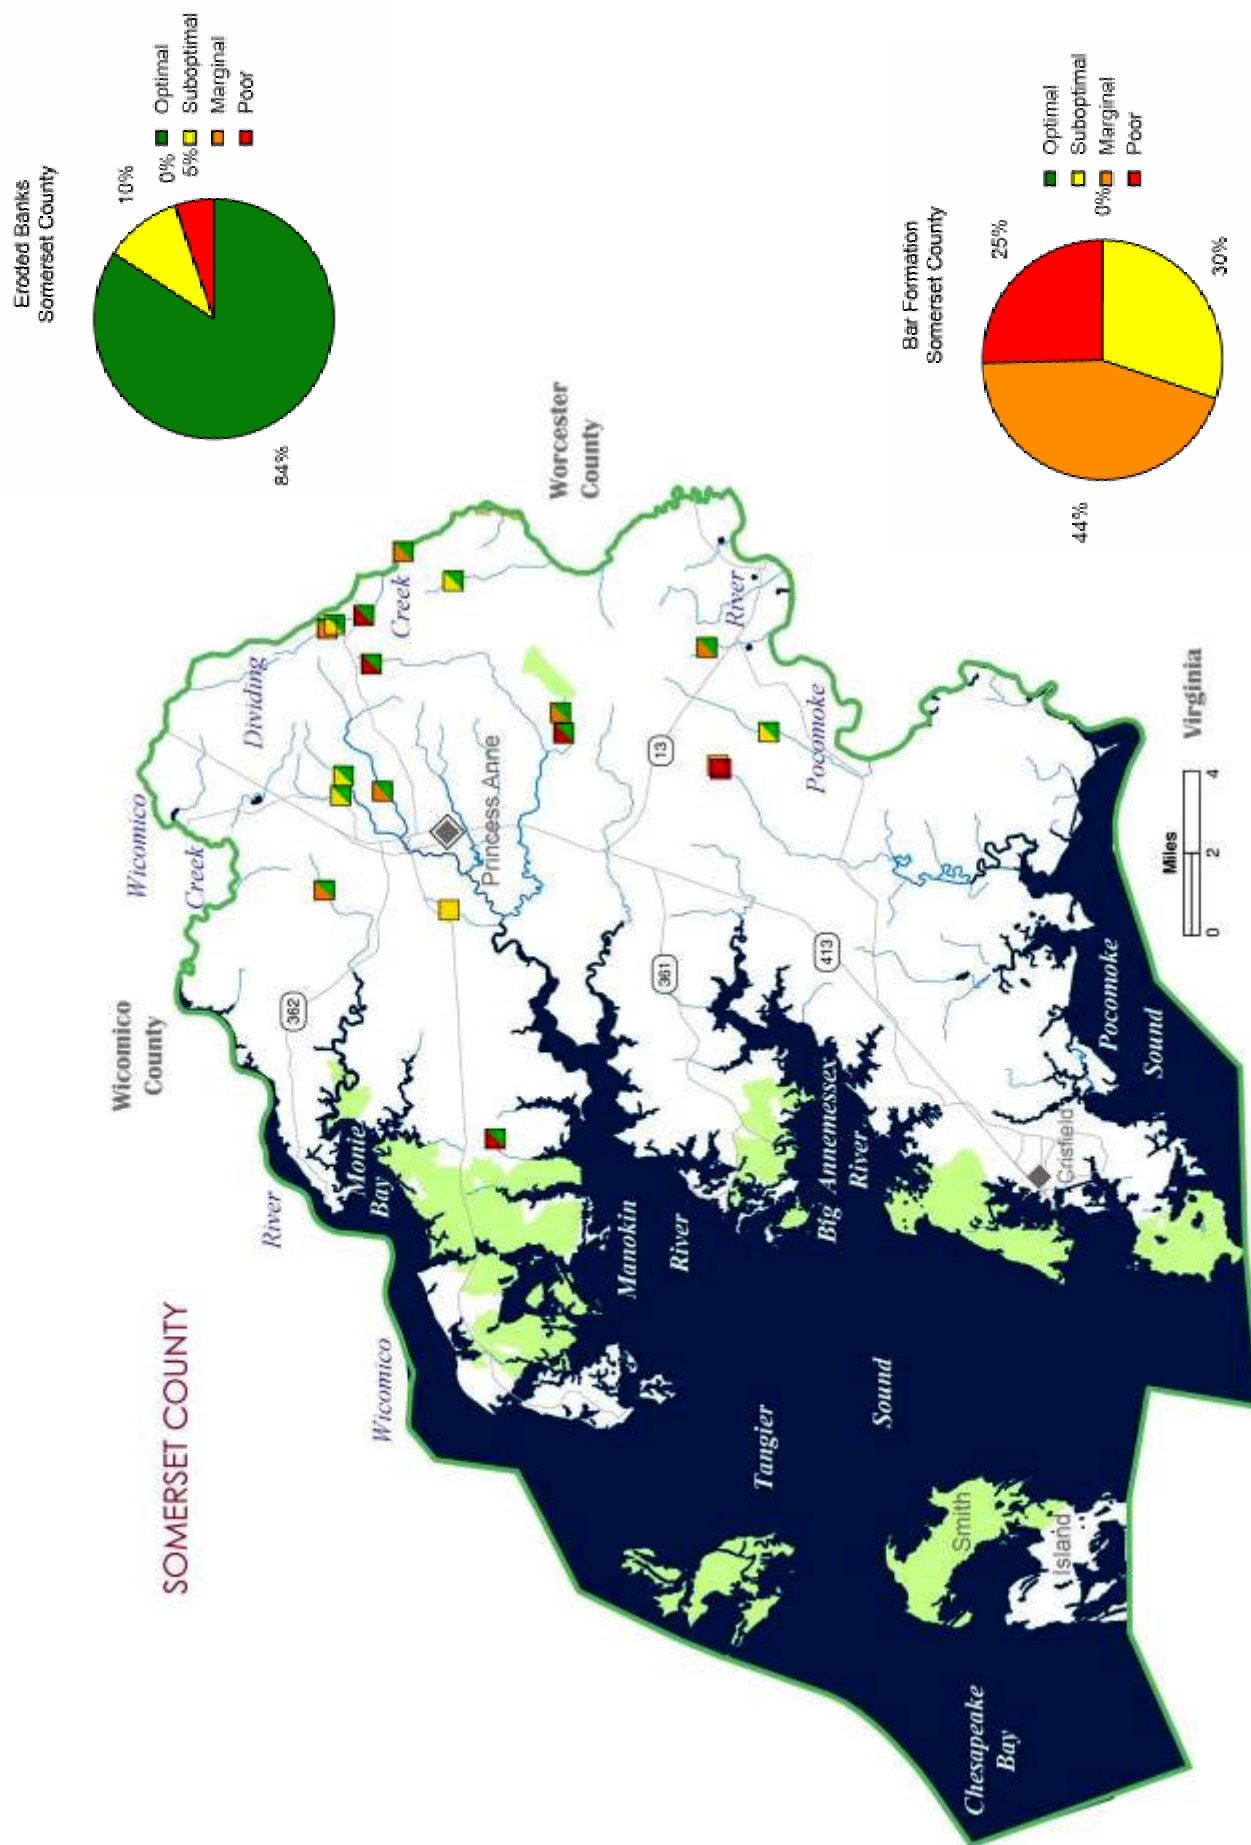 SOMERSET COUNTY
Eroded Banks
Somerset County
84%
10%
0%
5%
Optimal
Suboptimal
Marginal
Poor
Bar Formation
Somerset County
44%
25%
0%
30%
Optimal
Suboptimal
Marginal
Poor
Wicomico
County
Wicomico
Creek
Dividing
Creek
Worcester
County
Wicomico
River
Monie
Bay
362
Princess Anne
Manokin
River
361
13
413
Big Annemessex
River
Pocomoke
River
Crisfield
Pocomoke
Sound
Tangier
Sound
Smith
Island
Chesapeake
Bay
Virginia
Miles
0
2
4